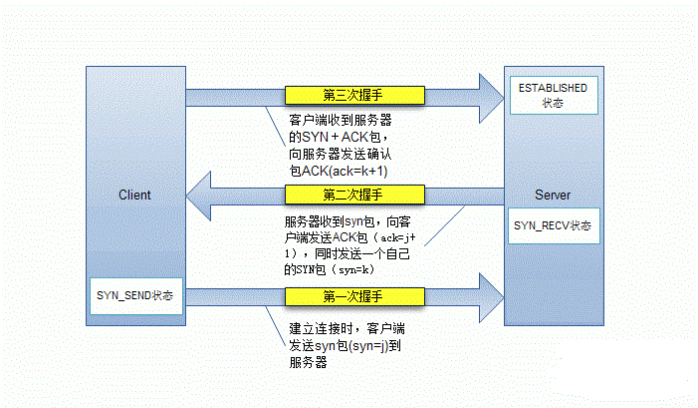 第三次握手
ESTABLISHED
状态
客户端收到服务器
的SYN+ACK包,
向服务器发送确认
包ACK(ack=k+1)
Client
第二次握手
Server
服务器收到syn包,向客
户端发送ACK包(ack=j+
1),同时发送一个自己
的SYN包(syn=k)
SYN_RECV状态
SYN_SEND状态
第一次握手
建立连接时,客户端
发送syn包(syn=j)到
服务器